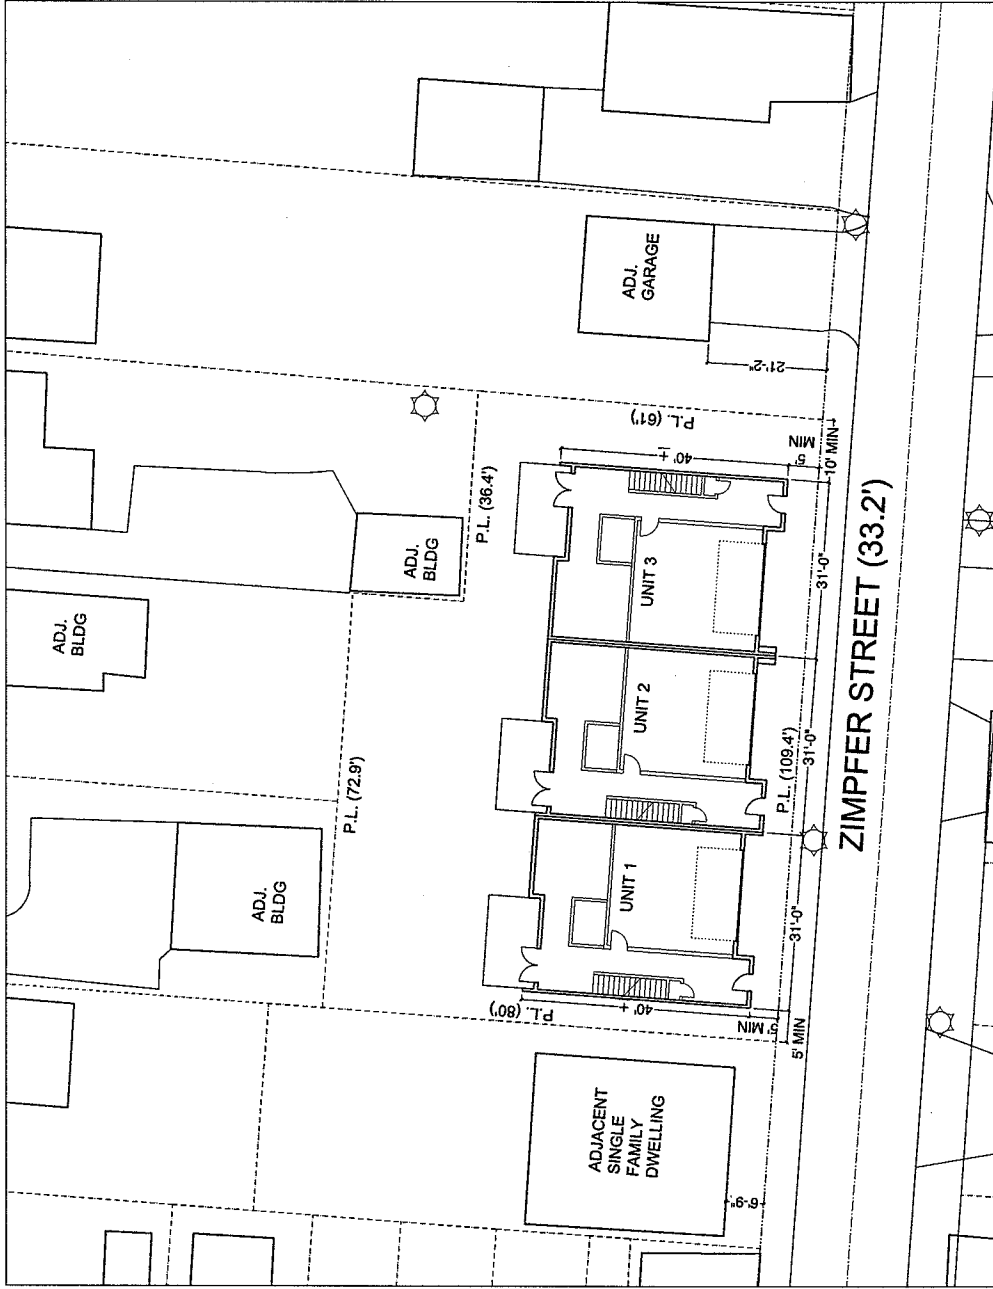 ADJ.
BLDG
ADJ.
BLDG
ADJ.
BLDG
ADJ.
GARAGE
P.L. (72.9')
P.L. (36.4')
P.L. (61')
P.L. (80')
40' ±
40' ±
21'-2"
5'
MIN
10' MIN
UNIT 1
UNIT 2
UNIT 3
ADJACENT
SINGLE
FAMILY
DWELLING
6'-9"
5' MIN
5' MIN
31'-0"
31'-0"
31'-0"
P.L. (109.4')
ZIMPFER STREET (33.2')